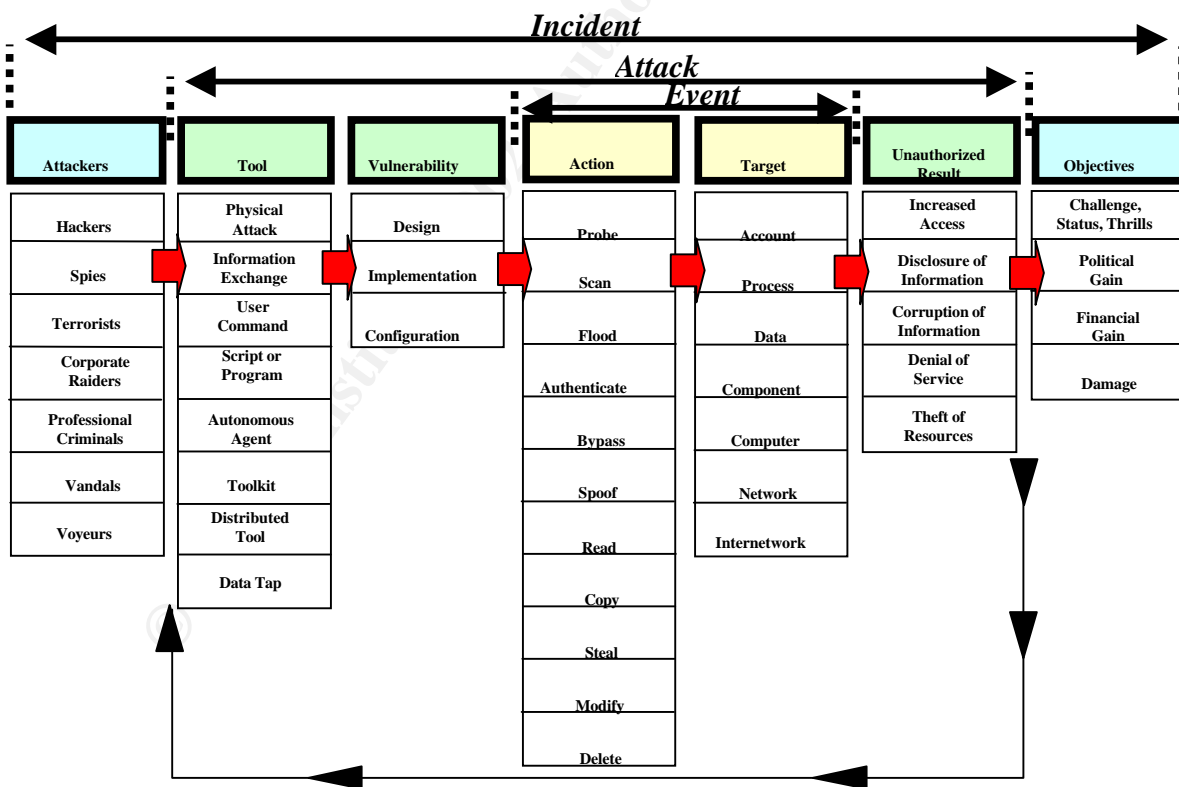 Incident
Attack
Event
Attackers
Tool
Vulnerability
Action
Target
Unauthorized
Result
Objectives
Hackers
Spies
Terrorists
Corporate
Raiders
Professional
Criminals
Vandals
Voyeurs
Physical
Attack
Information
Exchange
User
Command
Script or
Program
Autonomous
Agent
Toolkit
Distributed
Tool
Data Tap
Design
Implementation
Configuration
Probe
Scan
Flood
Authenticate
Bypass
Spoof
Read
Copy
Steal
Modify
Delete
Account
Process
Data
Component
Computer
Network
Internetwork
Increased
Access
Disclosure of
Information
Corruption of
Information
Denial of
Service
Theft of
Resources
Challenge,
Status, Thrills
Political
Gain
Financial
Gain
Damage